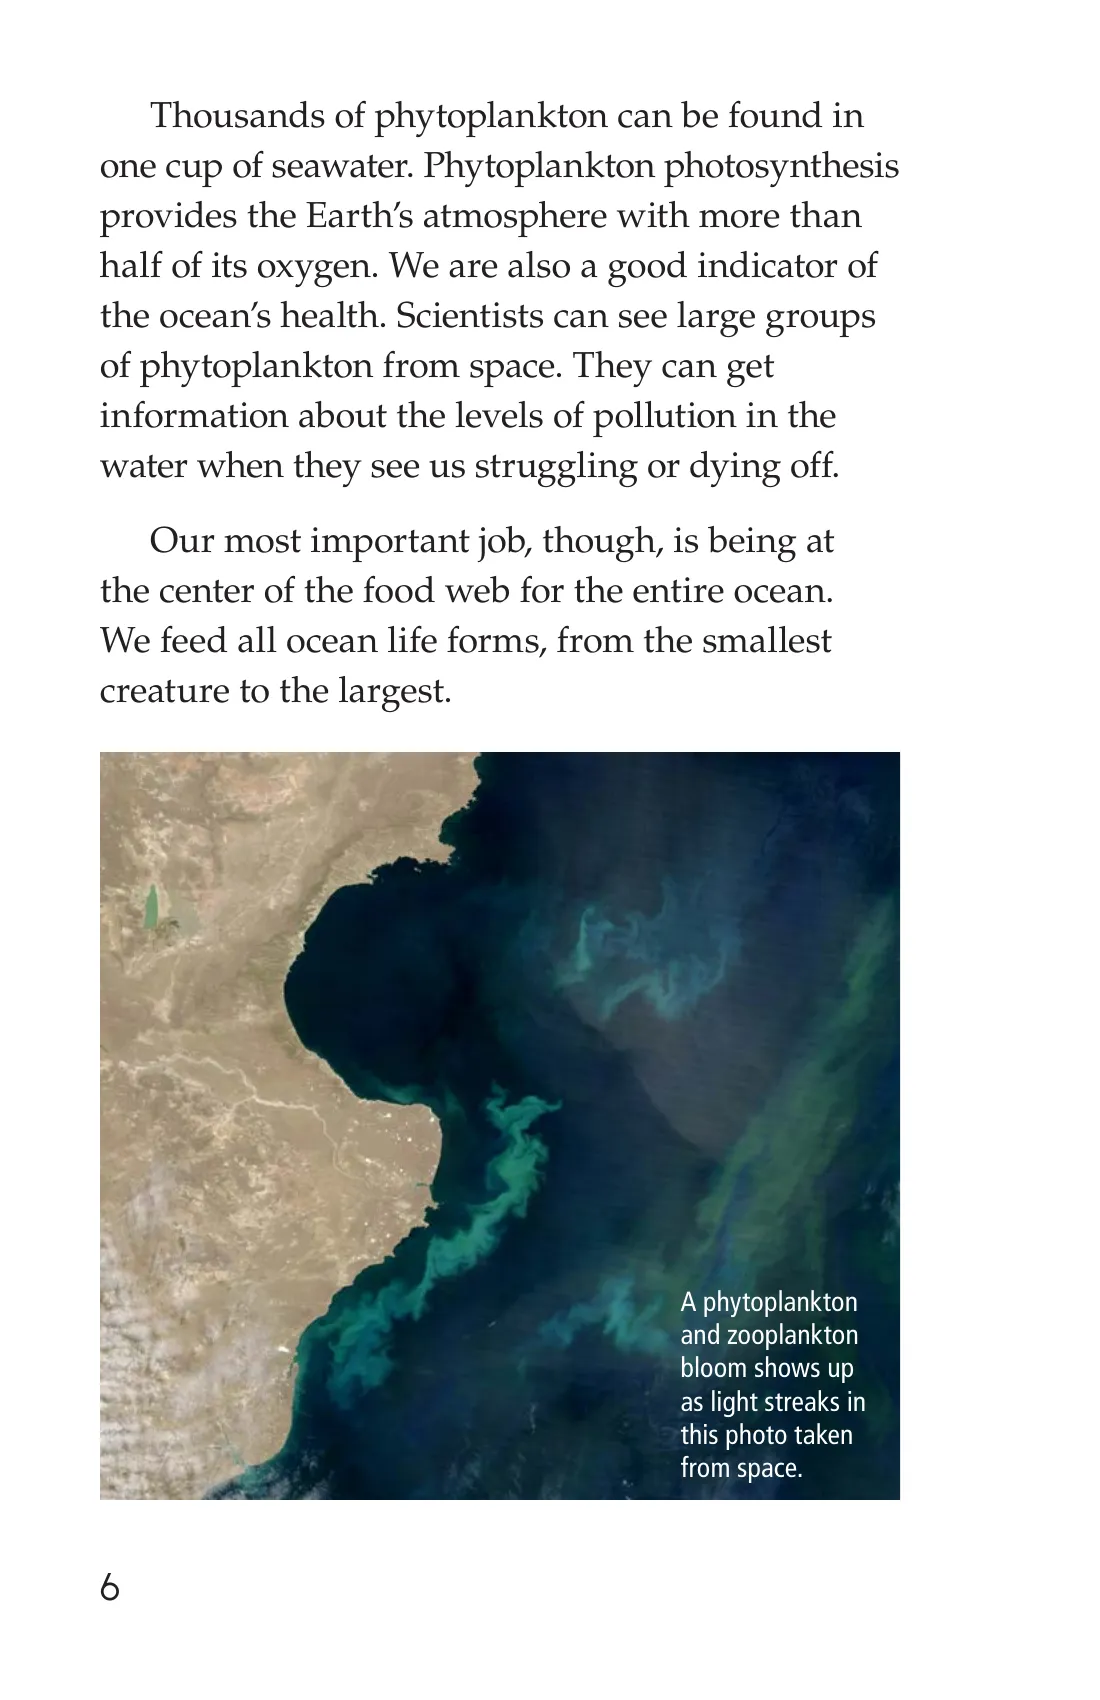 Thousands of phytoplankton can be found in
one cup of seawater. Phytoplankton photosynthesis
provides the Earth’s atmosphere with more than
half of its oxygen. We are also a good indicator of
the ocean’s health. Scientists can see large groups
of phytoplankton from space. They can get
information about the levels of pollution in the
water when they see us struggling or dying off.
Our most important job, though, is being at
the center of the food web for the entire ocean.
We feed all ocean life forms, from the smallest
creature to the largest.
A phytoplankton
and zooplankton
bloom shows up
as light streaks in
this photo taken
from space.
6